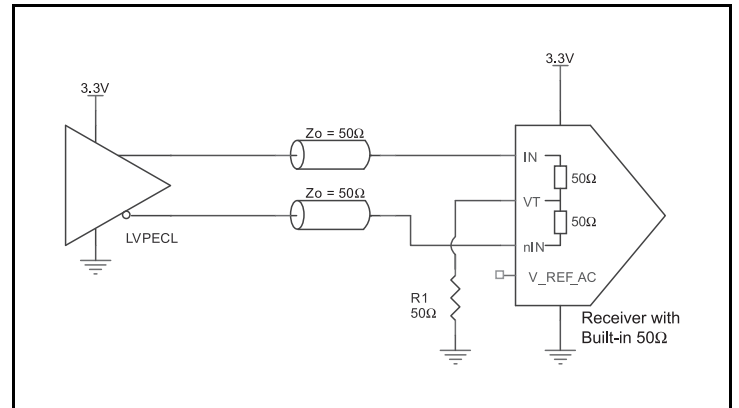 3.3V
3.3V
Zo = 50Ω
IN
50Ω
Zo = 50Ω
VT
50Ω
LVPECL
nIN
V_REF_AC
R1
50Ω
Receiver with
Built-in 50Ω